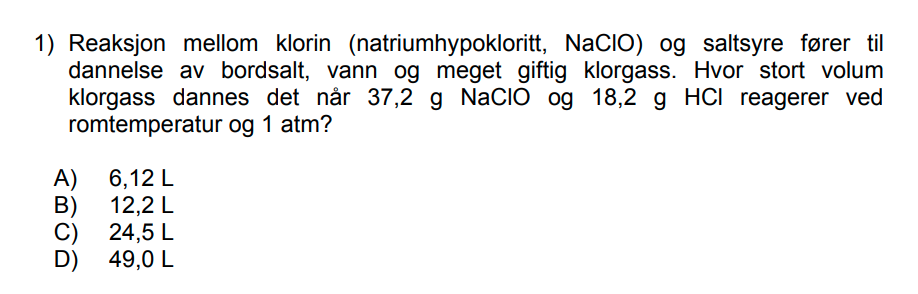 1) Reaksjon mellom klorin (natriumhypokloritt, NaClO) og saltsyre fører til
dannelse av bordsalt, vann og meget giftig klorgass. Hvor stort volum
klorgass dannes det når 37,2 g NaClO og 18,2 g HCl reagerer ved
romtemperatur og 1 atm?
A) 6,12 L
B) 12,2 L
C) 24,5 L
D) 49,0 L